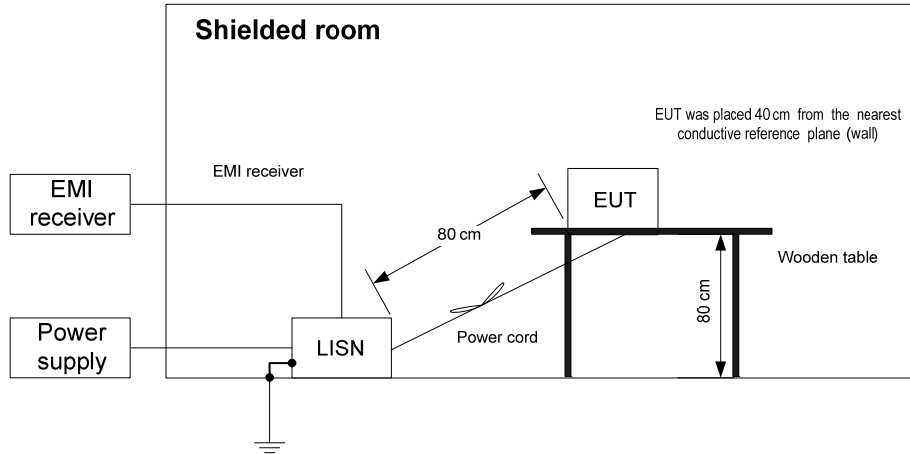 Shielded room
EUT was placed 40 cm from the nearest
conductive reference plane (wall)
EMI receiver
EMI
receiver
EUT
80 cm
Wooden table
80 cm
Power cord
Power
supply
LISN